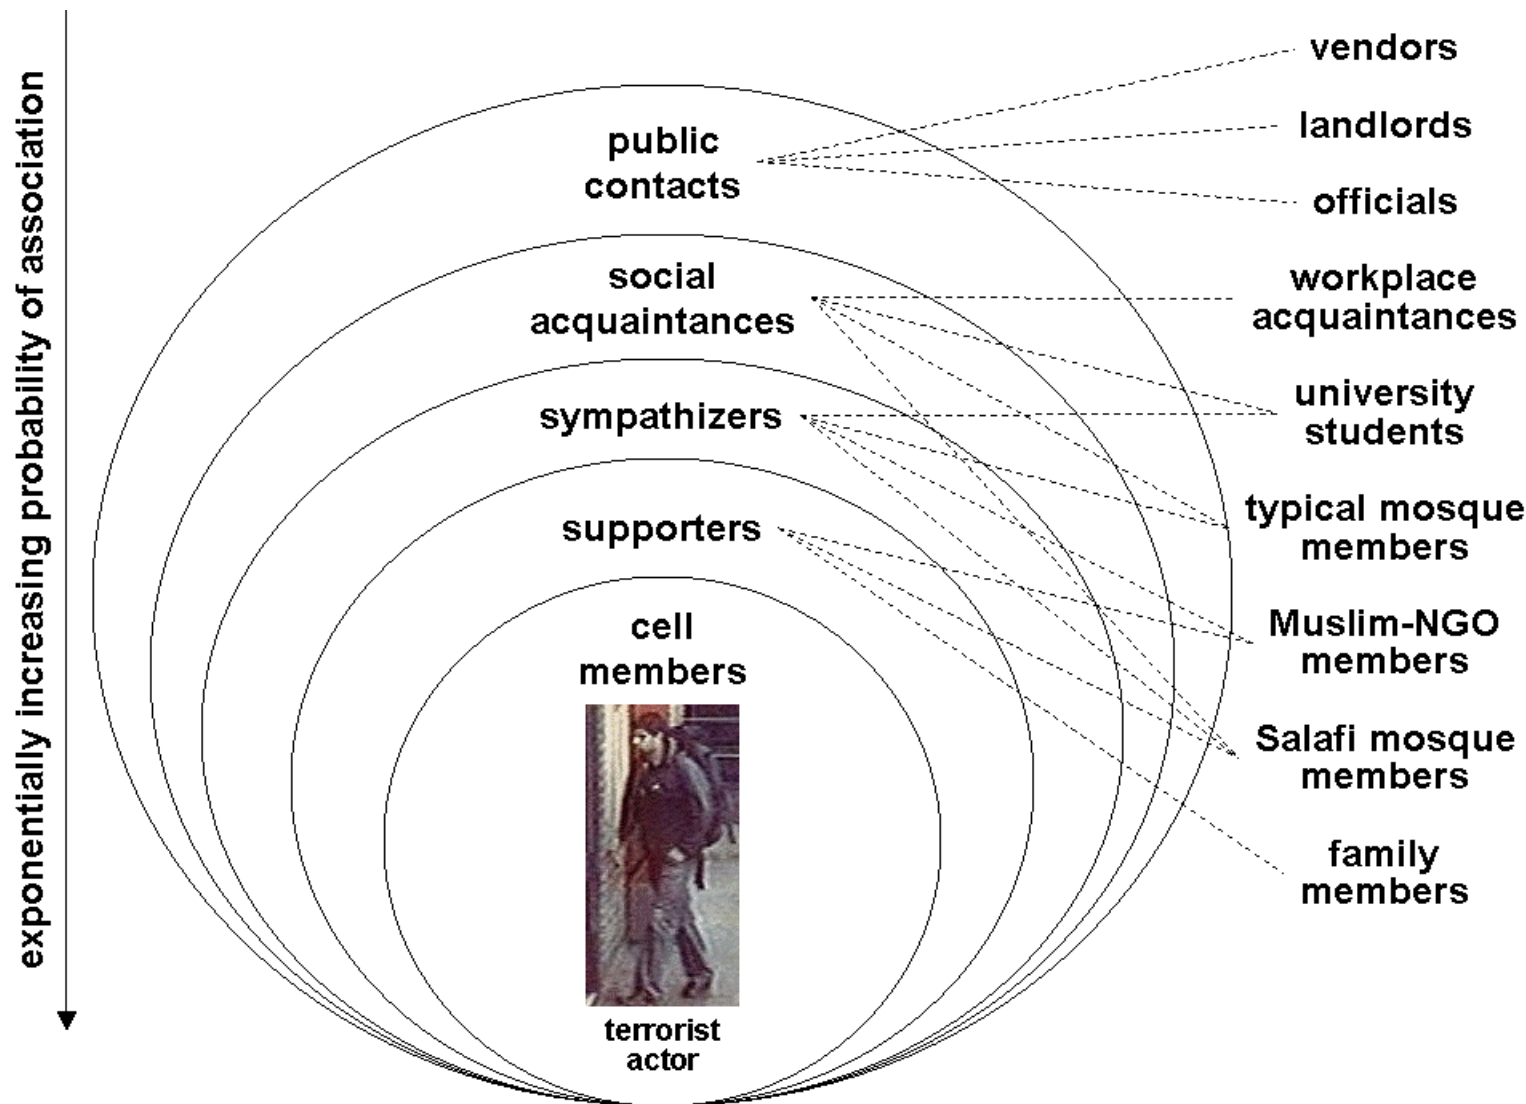 exponentially increasing probability of association
public
contacts
social
acquaintances
sympathizers
supporters
cell
members
terrorist
actor
vendors
landlords
officials
workplace
acquaintances
university
students
typical mosque
members
Muslim-NGO
members
Salafi mosque
members
family
members